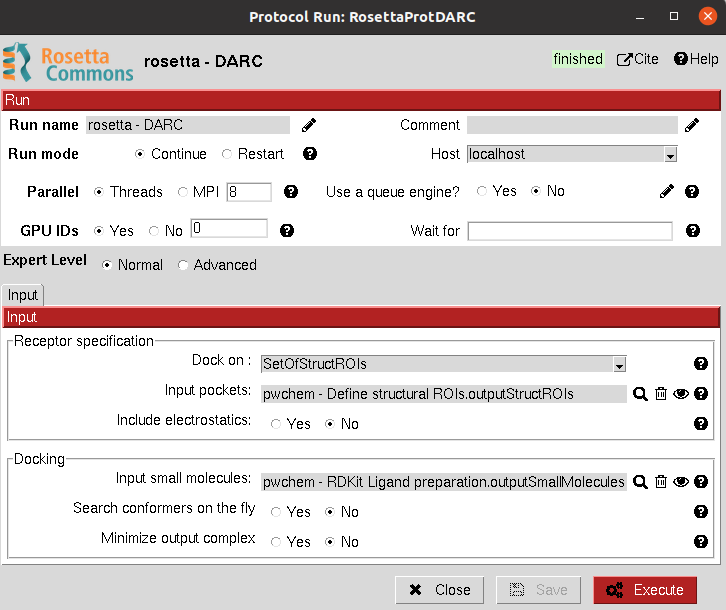 Protocol Run: RosettaProtDARC
Rosetta Commons rosetta - DARC finished Cite Help
Run
Run name rosetta - DARC Comment
Run mode Continue Restart Host localhost
Parallel Threads MPI 8 Use a queue engine? Yes No
GPU IDs Yes No 0 Wait for
Expert Level Normal Advanced
Input
Input
Receptor specification
Dock on : SetOfStructROIs
Input pockets: pwchem - Define structural ROIs.outputStructROIs
Include electrostatics: Yes No
Docking
Input small molecules: pwchem - RDKit Ligand preparation.outputSmallMolecules
Search conformers on the fly Yes No
Minimize output complex Yes No
Close Save Execute